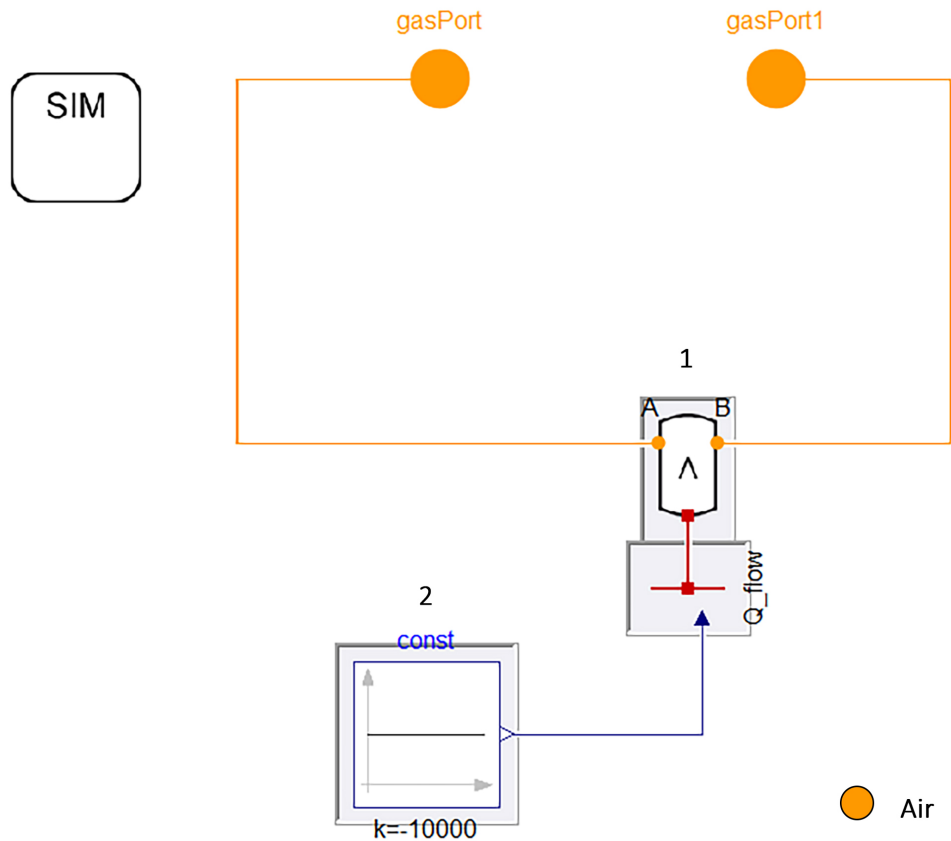 gasPort
gasPort1
SIM
1
A
B
Λ
Q_flow
2
const
k=-10000
Air